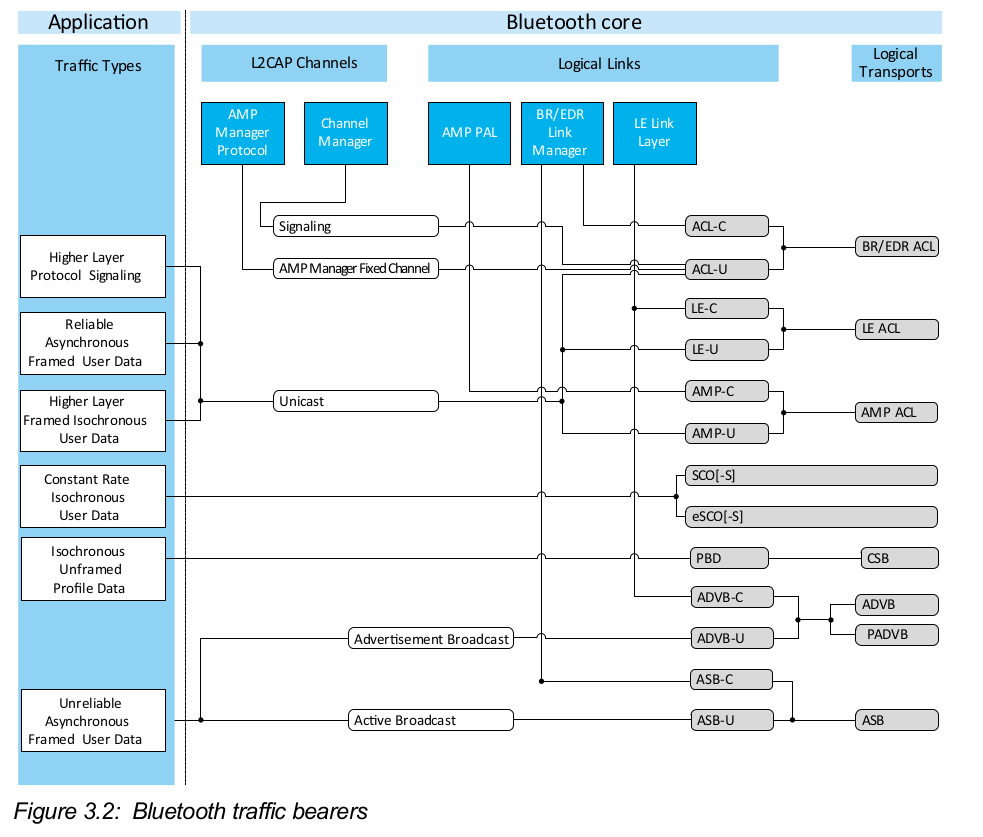 Application
Bluetooth core
Traffic Types
L2CAP Channels
Logical Links
Logical
Transports
AMP
Manager
Protocol
Channel
Manager
AMP PAL
BR/EDR
Link
Manager
LE Link
Layer
Signaling
ACL-C
BR/EDR ACL
Higher Layer
Protocol Signaling
AMP Manager Fixed Channel
ACL-U
Reliable
Asynchronous
Framed User Data
LE-C
LE ACL
LE-U
Higher Layer
Framed Isochronous
User Data
Unicast
AMP-C
AMP ACL
AMP-U
Constant Rate
Isochronous
User Data
SCO[-S]
eSCO[-S]
Isochronous
Unframed
Profile Data
PBD
CSB
ADVB-C
ADVB
Advertisement Broadcast
ADVB-U
PADVB
ASB-C
Unreliable
Asynchronous
Framed User Data
Active Broadcast
ASB-U
ASB
Figure 3.2: Bluetooth traffic bearers